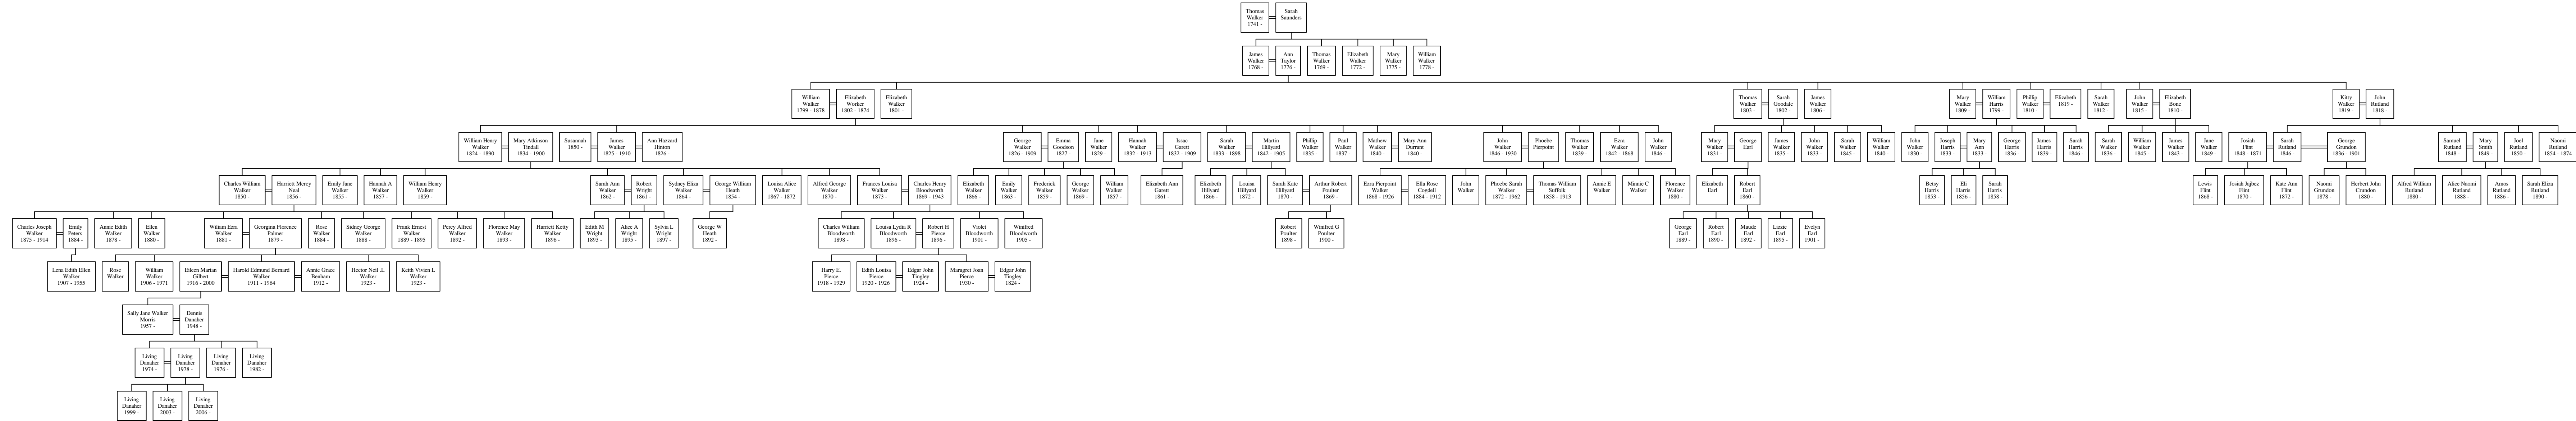 Thomas
Walker
1741 -
Sarah
Saunders
James
Walker
1768 -
Ann
Taylor
1776 -
Thomas
Walker
1769 -
Elizabeth
Walker
1772 -
Mary
Walker
1775 -
William
Walker
1778 -
William
Walker
1799 - 1878
Elizabeth
Worker
1802 - 1874
Elizabeth
Walker
1801 -
Thomas
Walker
1803 -
Sarah
Goodale
1802 -
James
Walker
1806 -
Mary
Walker
1809 -
William
Harris
1799 -
Phillip
Walker
1810 -
Elizabeth
1819 -
Sarah
Walker
1812 -
John
Walker
1815 -
Elizabeth
Bone
1810 -
Kitty
Walker
1819 -
John
Rutland
1818 -
William Henry
Walker
1824 - 1890
Mary Atkinson
Tindall
1834 - 1900
Susannah
1850 -
James
Walker
1825 - 1910
Ann Hazzard
Hinton
1826 -
George
Walker
1826 - 1909
Emma
Goodson
1827 -
Jane
Walker
1829 -
Hannah
Walker
1832 - 1913
Issac
Garett
1832 - 1909
Sarah
Walker
1833 - 1898
Martin
Hillyard
1842 - 1905
Phillip
Walker
1835 -
Paul
Walker
1837 -
Mathew
Walker
1840 -
Mary Ann
Durrant
1840 -
John
Walker
1846 - 1930
Phoebe
Pierpoint
Thomas
Walker
1839 -
Ezra
Walker
1842 - 1868
John
Walker
1846 -
Mary
Walker
1831 -
George
Earl
James
Walker
1835 -
John
Walker
1833 -
Sarah
Walker
1845 -
William
Walker
1840 -
John
Walker
1830 -
Joseph
Harris
1833 -
Mary
Ann
1833 -
George
Harris
1836 -
James
Harris
1839 -
Sarah
Harris
1846 -
Sarah
Walker
1836 -
William
Walker
1845 -
James
Walker
1843 -
Jane
Walker
1849 -
Josiah
Flint
1848 - 1871
Sarah
Rutland
1846 -
George
Grundon
1836 - 1901
Samuel
Rutland
1848 -
Mary
Smith
1849 -
Joel
Rutland
1850 -
Naomi
Rutland
1854 - 1874
Charles William
Walker
1850 -
Harriett Mercy
Neal
1856 -
Emily Jane
Walker
1855 -
Hannah A
Walker
1857 -
William Henry
Walker
1859 -
Sarah Ann
Walker
1862 -
Robert
Wright
1861 -
Sydney Eliza
Walker
1864 -
George William
Heath
1854 -
Louisa Alice
Walker
1867 - 1872
Alfred George
Walker
1870 -
Frances Louisa
Walker
1873 -
Charles Henry
Bloodworth
1869 - 1943
Elizabeth
Walker
1866 -
Emily
Walker
1863 -
Frederick
Walker
1859 -
George
Walker
1869 -
William
Walker
1857 -
Elizabeth Ann
Garett
1861 -
Elizabeth
Hillyard
1866 -
Louisa
Hillyard
1872 -
Sarah Kate
Hillyard
1870 -
Arthur Robert
Poulter
1869 -
Ezra Pierpoint
Walker
1868 - 1926
Ella Rose
Cogdell
1884 - 1912
John
Walker
Phoebe Sarah
Walker
1872 - 1962
Thomas William
Suffolk
1858 - 1913
Annie E
Walker
Minnie C
Walker
Florence
Walker
1880 -
Elizabeth
Earl
Robert
Earl
1860 -
Betsy
Harris
1853 -
Eli
Harris
1856 -
Sarah
Harris
1858 -
Lewis
Flint
1868 -
Josiah Jajbez
Flint
1870 -
Kate Ann
Flint
1872 -
Naomi
Grundon
1878 -
Herbert John
Crandon
1880 -
Alfred William
Rutland
1880 -
Alice Naomi
Rutland
1888 -
Amos
Rutland
1886 -
Sarah Eliza
Rutland
1890 -
Charles Joseph
Walker
1875 - 1914
Emily
Peters
1884 -
Annie Edith
Walker
1878 -
Ellen
Walker
1880 -
Wiliam Ezra
Walker
1881 -
Georgina Florence
Palmer
1879 -
Rose
Walker
1884 -
Sidney George
Walker
1888 -
Frank Ernest
Walker
1889 - 1895
Percy Alfred
Walker
1892 -
Florence May
Walker
1893 -
Harriett Ketty
Walker
1896 -
Edith M
Wright
1893 -
Alice A
Wright
1895 -
Sylvia L
Wright
1897 -
George W
Heath
1892 -
Charles William
Bloodworth
1898 -
Louisa Lydia R
Bloodworth
1896 -
Robert H
Pierce
1896 -
Violet
Bloodworth
1901 -
Winifred
Bloodworth
1905 -
Robert
Poulter
1898 -
Winifred G
Poulter
1900 -
George
Earl
1889 -
Robert
Earl
1890 -
Maude
Earl
1892 -
Lizzie
Earl
1895 -
Evelyn
Earl
1901 -
Lena Edith Ellen
Walker
1907 - 1955
Rose
Walker
William
Walker
1906 - 1971
Eileen Marian
Gilbert
1916 - 2000
Harold Edmund Bernard
Walker
1911 - 1964
Annie Grace
Benham
1912 -
Hector Neil .L
Walker
1923 -
Keith Vivien L
Walker
1923 -
Harry E.
Pierce
1918 - 1929
Edith Louisa
Pierce
1920 - 1926
Edgar John
Tingley
1924 -
Maragret Joan
Pierce
1930 -
Edgar John
Tingley
1824 -
Sally Jane Walker
Morris
1957 -
Dennis
Danaher
1948 -
Living
Danaher
1974 -
Living
Danaher
1978 -
Living
Danaher
1976 -
Living
Danaher
1982 -
Living
Danaher
1999 -
Living
Danaher
2003 -
Living
Danaher
2006 -